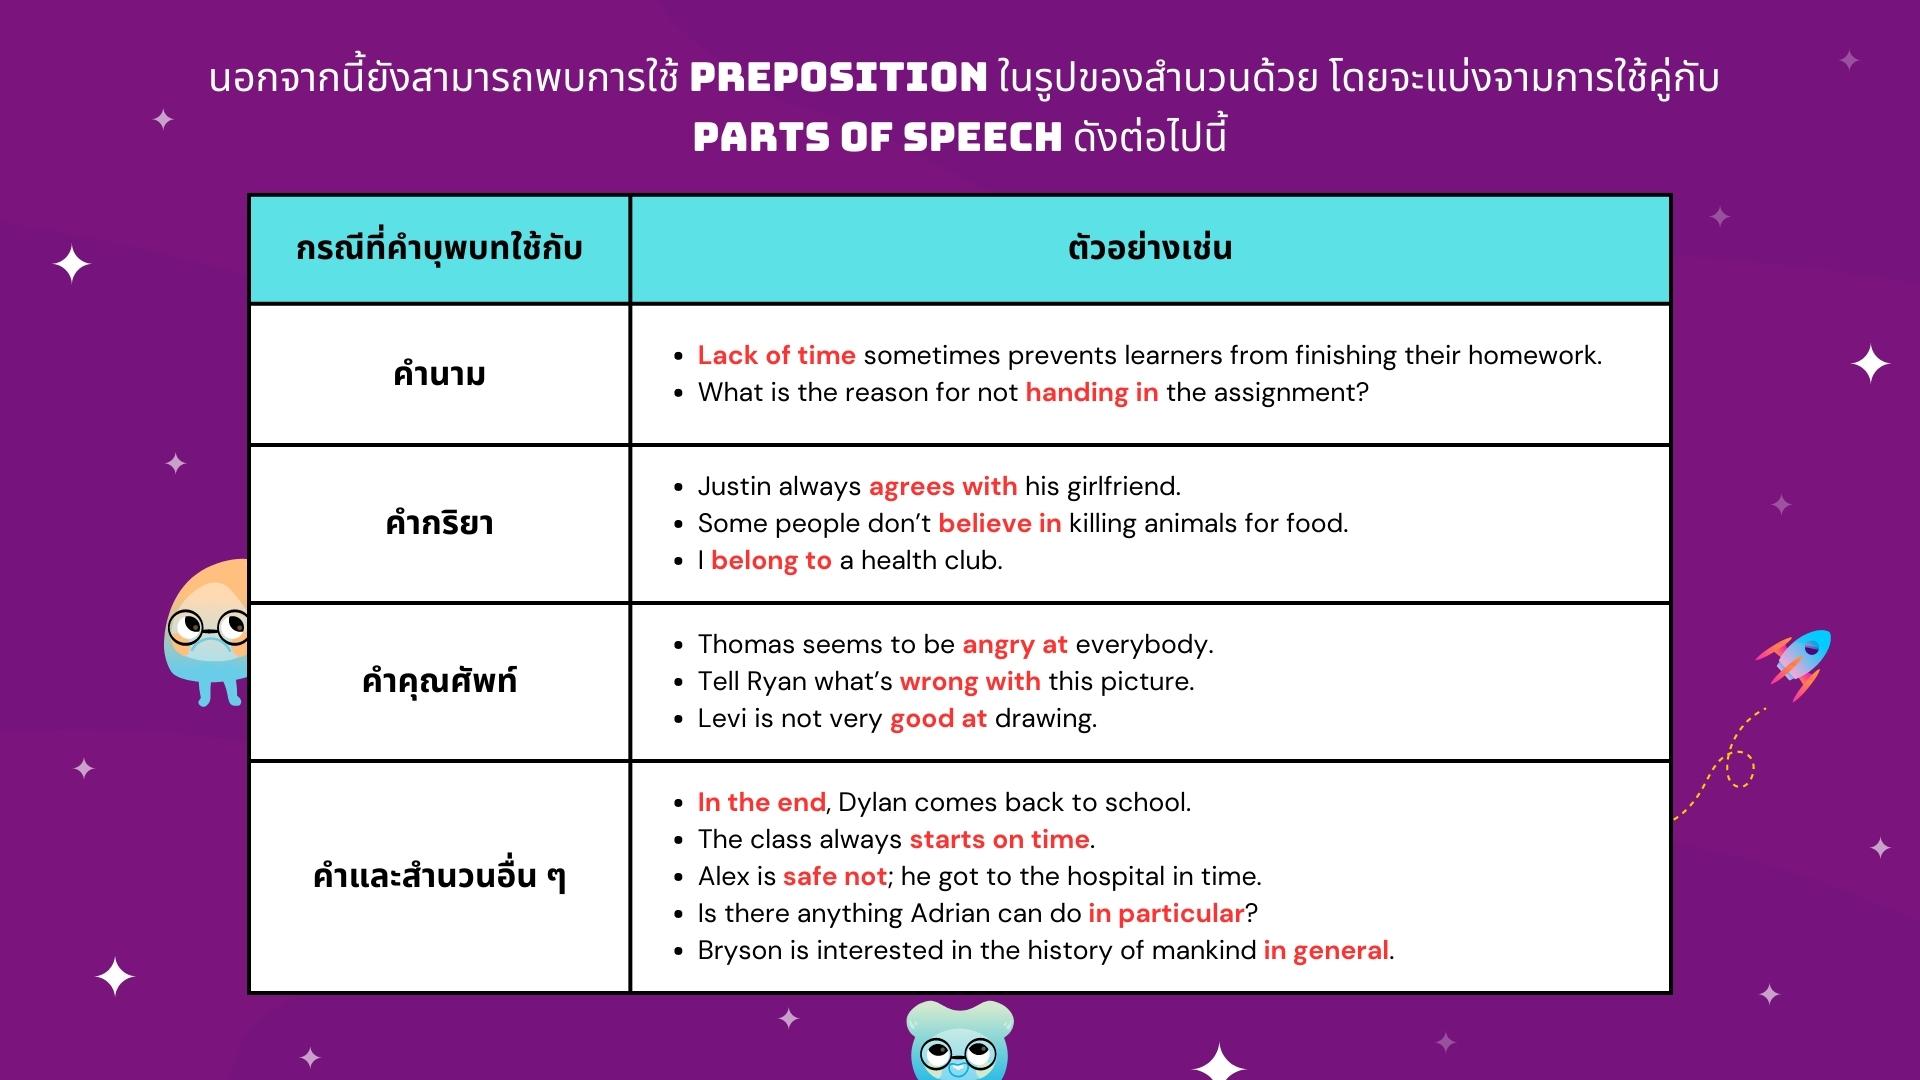 นอกจากนี้ยังสามารถพบการใช้ PREPOSITION ในรูปของสำนวนด้วย โดยจะแบ่งจามการใช้คู่กับ
PARTS OF SPEECH ดังต่อไปนี้
กรณีที่คำบุพบทใช้กับ
ตัวอย่างเช่น
คำนาม
• Lack of time sometimes prevents learners from finishing their homework.
• What is the reason for not handing in the assignment?
คำกริยา
• Justin always agrees with his girlfriend.
• Some people don’t believe in killing animals for food.
• I belong to a health club.
คำคุณศัพท์
• Thomas seems to be angry at everybody.
• Tell Ryan what’s wrong with this picture.
• Levi is not very good at drawing.
คำและสำนวนอื่น ๆ
• In the end, Dylan comes back to school.
• The class always starts on time.
• Alex is safe not; he got to the hospital in time.
• Is there anything Adrian can do in particular?
• Bryson is interested in the history of mankind in general.